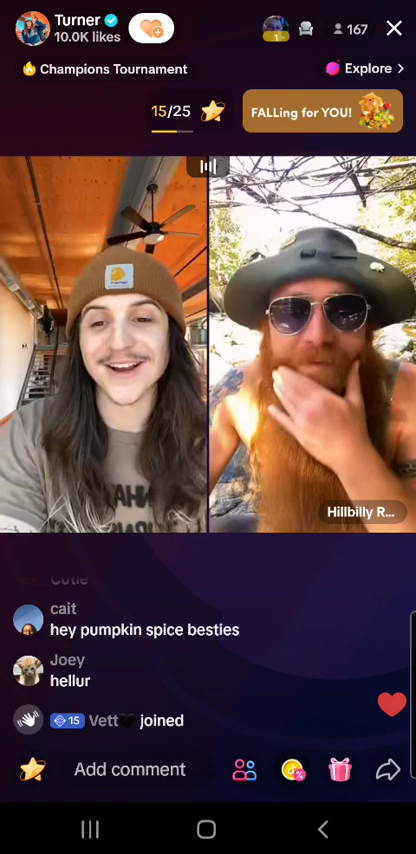 Turner
10.0K likes
1
167
Champions Tournament
Explore >
15/25
FALLing for YOU!
Hillbilly R...
Cutie
cait
hey pumpkin spice besties
Joey
hellur
15 Vett🖤 joined
Add comment